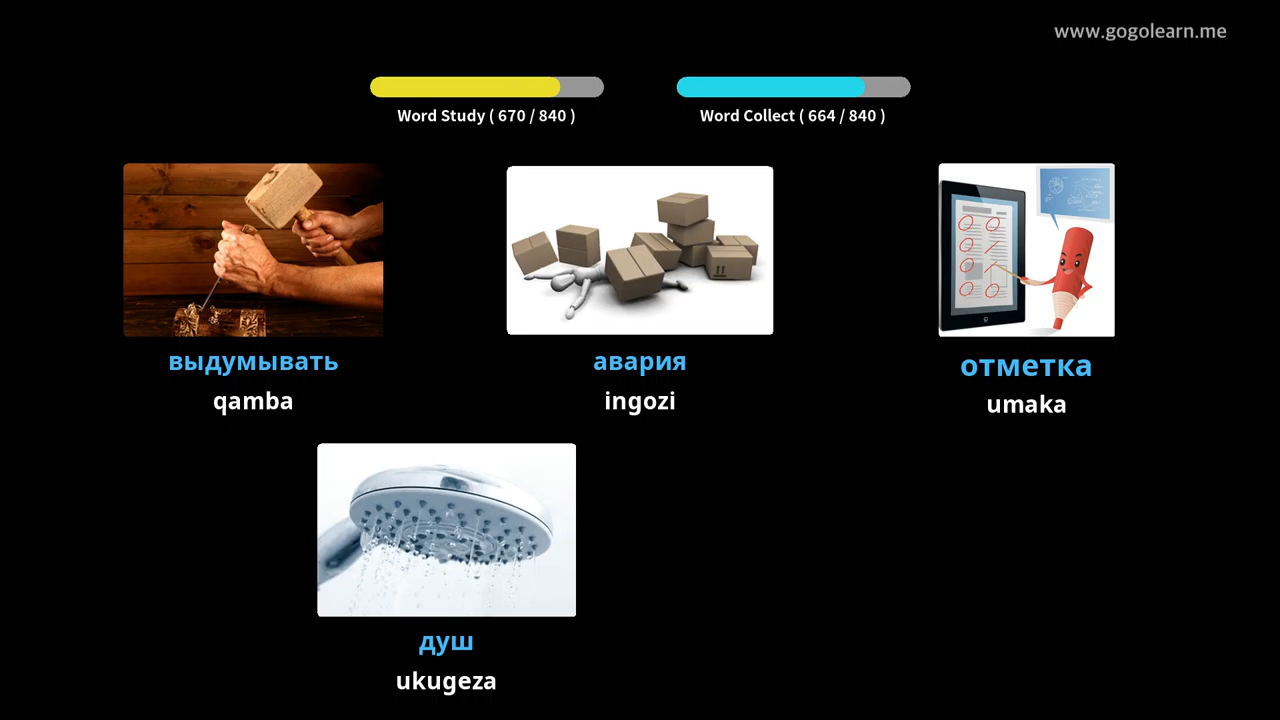 www.gogolearn.me
Word Study ( 670 / 840 )
Word Collect ( 664 / 840 )
выдумывать
qamba
авария
ingozi
отметка
umaka
душ
ukugeza